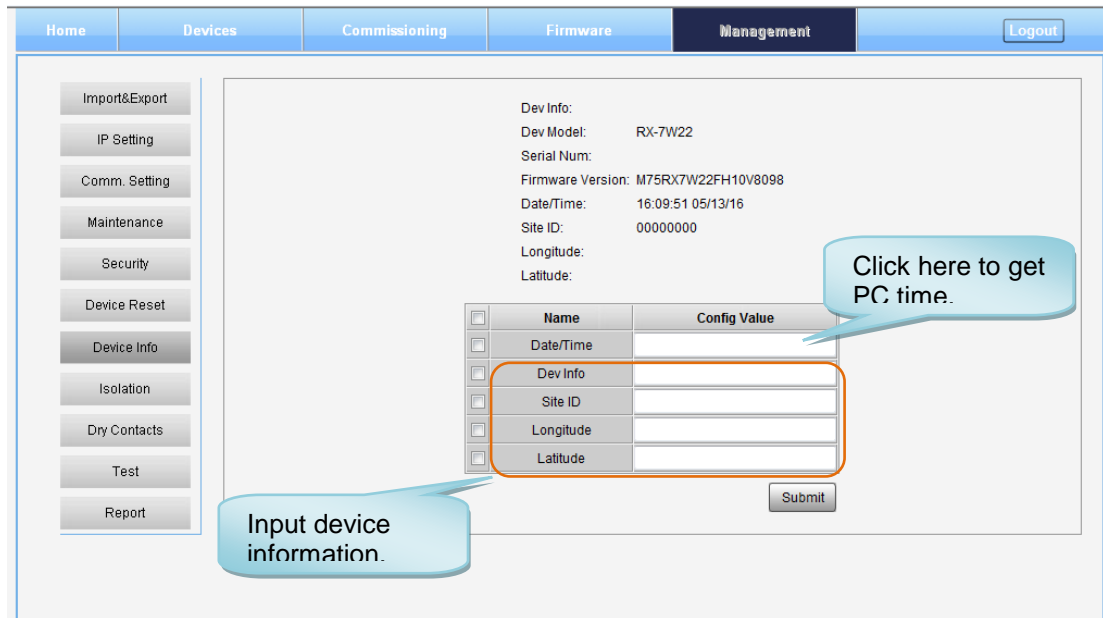 Home Devices Commissioning Firmware Management Logout
Import&Export
IP Setting
Comm. Setting
Maintenance
Security
Device Reset
Device Info
Isolation
Dry Contacts
Test
Report
Dev Info:
Dev Model: RX-7W22
Serial Num:
Firmware Version: M75RX7W22FH10V8098
Date/Time: 16:09:51 05/13/16
Site ID: 00000000
Longitude:
Latitude:
Click here to get
PC time.
Name Config Value
Date/Time
Dev Info
Site ID
Longitude
Latitude
Submit
Input device
information.